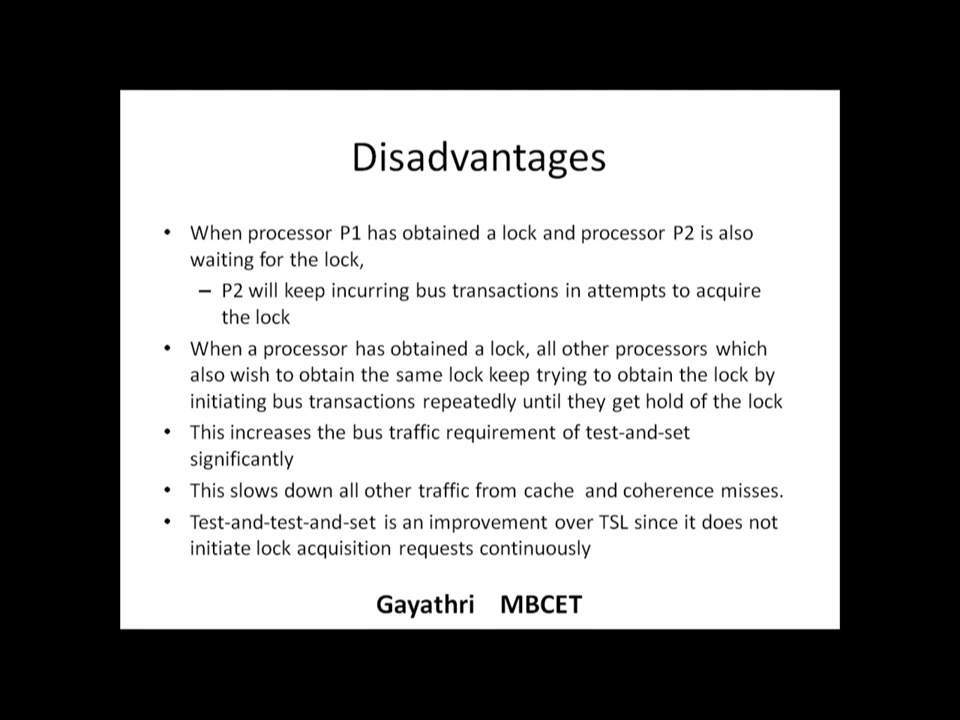 Disadvantages
• When processor P1 has obtained a lock and processor P2 is also
waiting for the lock,
– P2 will keep incurring bus transactions in attempts to acquire
the lock
• When a processor has obtained a lock, all other processors which
also wish to obtain the same lock keep trying to obtain the lock by
initiating bus transactions repeatedly until they get hold of the lock
• This increases the bus traffic requirement of test-and-set
significantly
• This slows down all other traffic from cache and coherence misses.
• Test-and-test-and-set is an improvement over TSL since it does not
initiate lock acquisition requests continuously
Gayathri MBCET